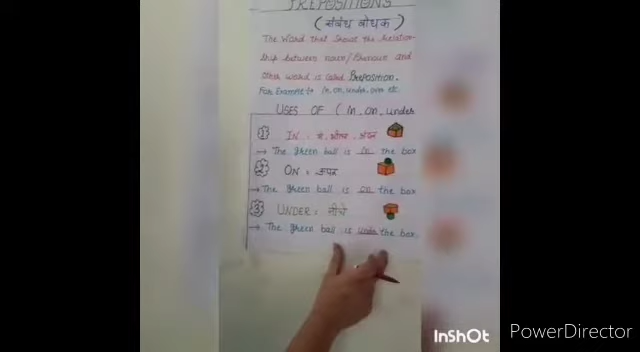 PREPOSITIONS
(संबंध बोधक)
The Word that shows the Relation-
ship between noun/Pronoun and
other word is called Preposition.
For Example:- In, on, under, over etc.
USES OF (In, on, under
1 IN : में, भीतर, अंदर
→ The green ball is in the box
2 ON : ऊपर
→ The green ball is on the box
3 UNDER : नीचे
→ The green ball is under the box.
InShOt
PowerDirector